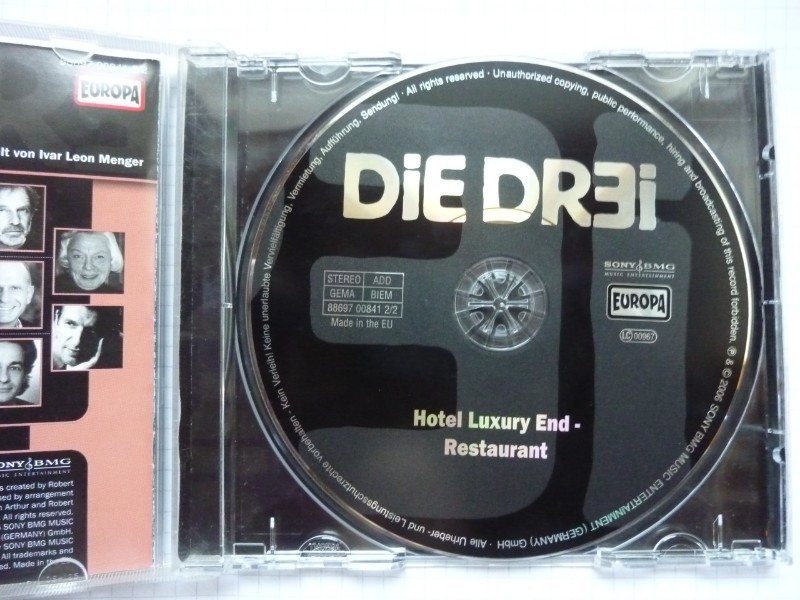 EUROPA
lt von Ivar Leon Menger
SONY BMG
MUSIC ENTERTAINMENT
s created by Robert
ed by arrangement
n Arthur and Robert
All rights reserved.
SONY BMG MUSIC
(GERMANY) GmbH.
SONY BMG MUSIC
All trademarks and
ed. Made in the
DiE DR3i
STEREO ADD
GEMA BIEM
88697 00841 2/2
Made in the EU
SONY BMG
MUSIC ENTERTAINMENT
EUROPA
LC 00967
Hotel Luxury End -
Restaurant
℗ & © 2006 SONY BMG MUSIC ENTERTAINMENT (GERMANY) GmbH · Alle Urheber- und Leistungsschutzrechte vorbehalten · Kein Verleih! Keine unerlaubte Vervielfältigung, Vermietung, Aufführung, Sendung! · All rights reserved · Unauthorized copying, public performance, hiring and broadcasting of this record forbidden.